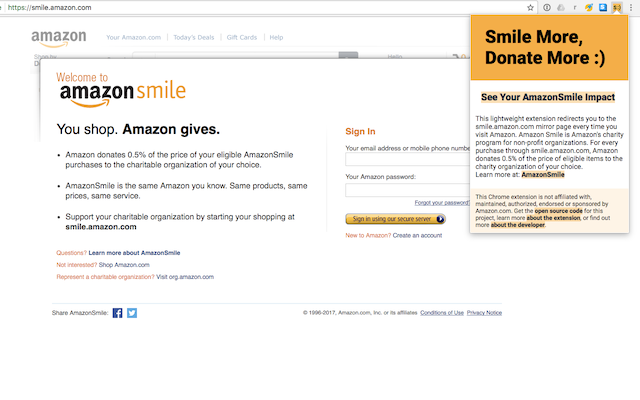 https://smile.amazon.com
amazon
Your Amazon.com
Today's Deals
Gift Cards
Help
Hello
Welcome to
amazonsmile
You shop. Amazon gives.
• Amazon donates 0.5% of the price of your eligible AmazonSmile
purchases to the charitable organization of your choice.
• AmazonSmile is the same Amazon you know. Same products, same
prices, same service.
• Support your charitable organization by starting your shopping at
smile.amazon.com
Questions? Learn more about AmazonSmile
Not interested? Shop Amazon.com
Represent a charitable organization? Visit org.amazon.com
Sign In
Your email address or mobile phone number
Your Amazon password:
Forgot your password?
Sign in using our secure server
New to Amazon? Create an account
Share AmazonSmile:
© 1996-2017, Amazon.com, Inc. or its affiliates
Conditions of Use
Privacy Notice
Smile More,
Donate More :)
See Your AmazonSmile Impact
This lightweight extension redirects you to the
smile.amazon.com mirror page every time you
visit Amazon. Amazon Smile is Amazon's charity
program for non-profit organizations. For every
purchase through smile.amazon.com, Amazon
donates 0.5% of the price of eligible items to the
charity organization of your choice.
Learn more at: AmazonSmile
This Chrome extension is not affiliated with,
maintained, authorized, endorsed or sponsored by
Amazon.com. Get the open source code for this
project, learn more about the extension, or find out
more about the developer.